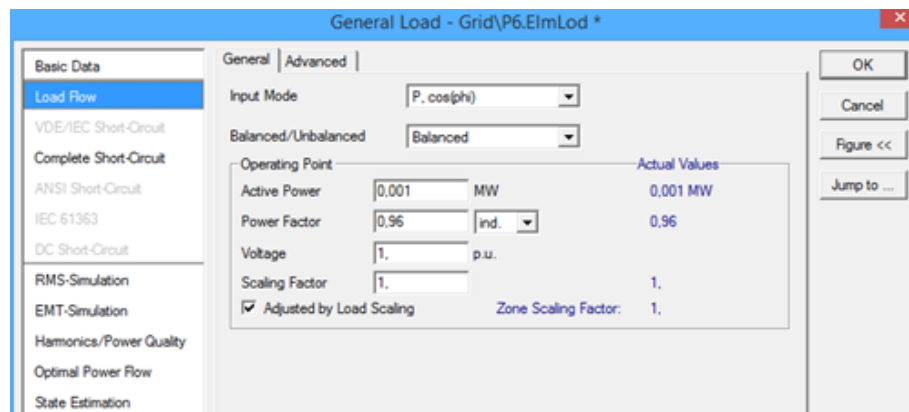 General Load - Grid\P6.ElmLod *
Basic Data
Load Flow
VDE/IEC Short-Circuit
Complete Short-Circuit
ANSI Short-Circuit
IEC 61363
DC Short-Circuit
RMS-Simulation
EMT-Simulation
Harmonics/Power Quality
Optimal Power Flow
State Estimation
General Advanced
Input Mode P, cos(phi)
Balanced/Unbalanced Balanced
Operating Point Actual Values
Active Power 0,001 MW 0,001 MW
Power Factor 0,96 ind. 0,96
Voltage 1, p.u.
Scaling Factor 1, 1,
Adjusted by Load Scaling Zone Scaling Factor: 1,
OK
Cancel
Figure <<
Jump to ...